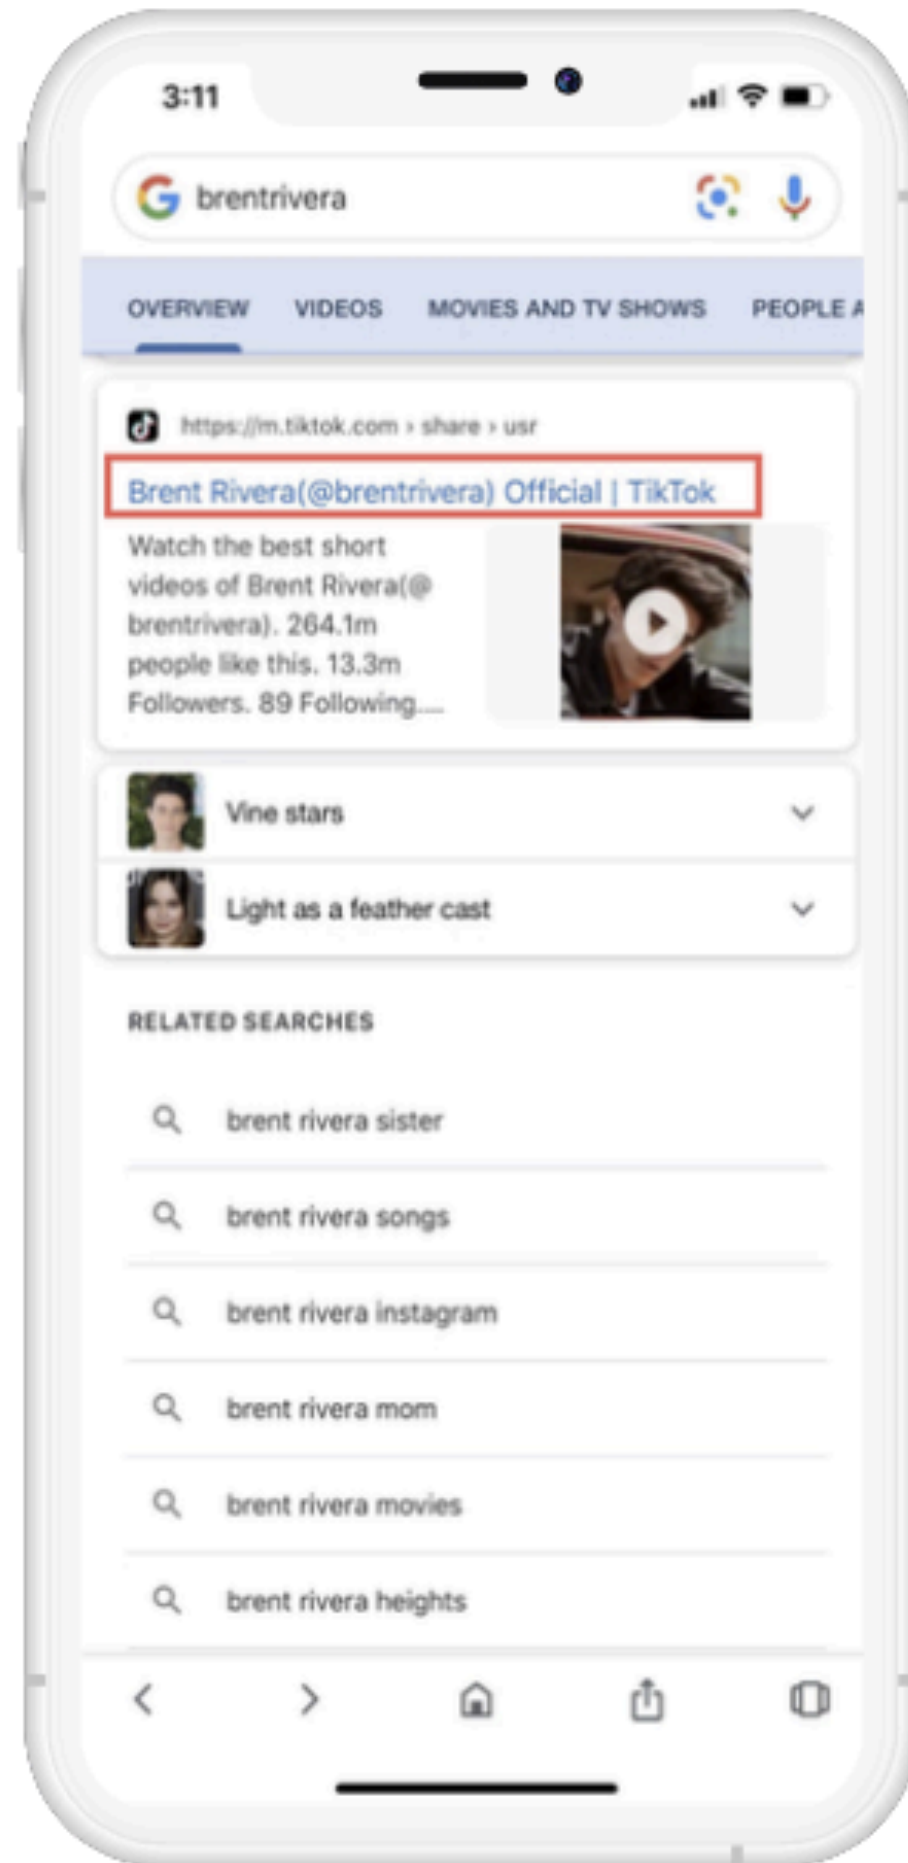 3:11
brentrivera
OVERVIEW VIDEOS MOVIES AND TV SHOWS PEOPLE A
https://m.tiktok.com › share › usr
Brent Rivera(@brentrivera) Official | TikTok
Watch the best short
videos of Brent Rivera(@
brentrivera). 264.1m
people like this. 13.3m
Followers. 89 Following....
Vine stars
Light as a feather cast
RELATED SEARCHES
brent rivera sister
brent rivera songs
brent rivera instagram
brent rivera mom
brent rivera movies
brent rivera heights